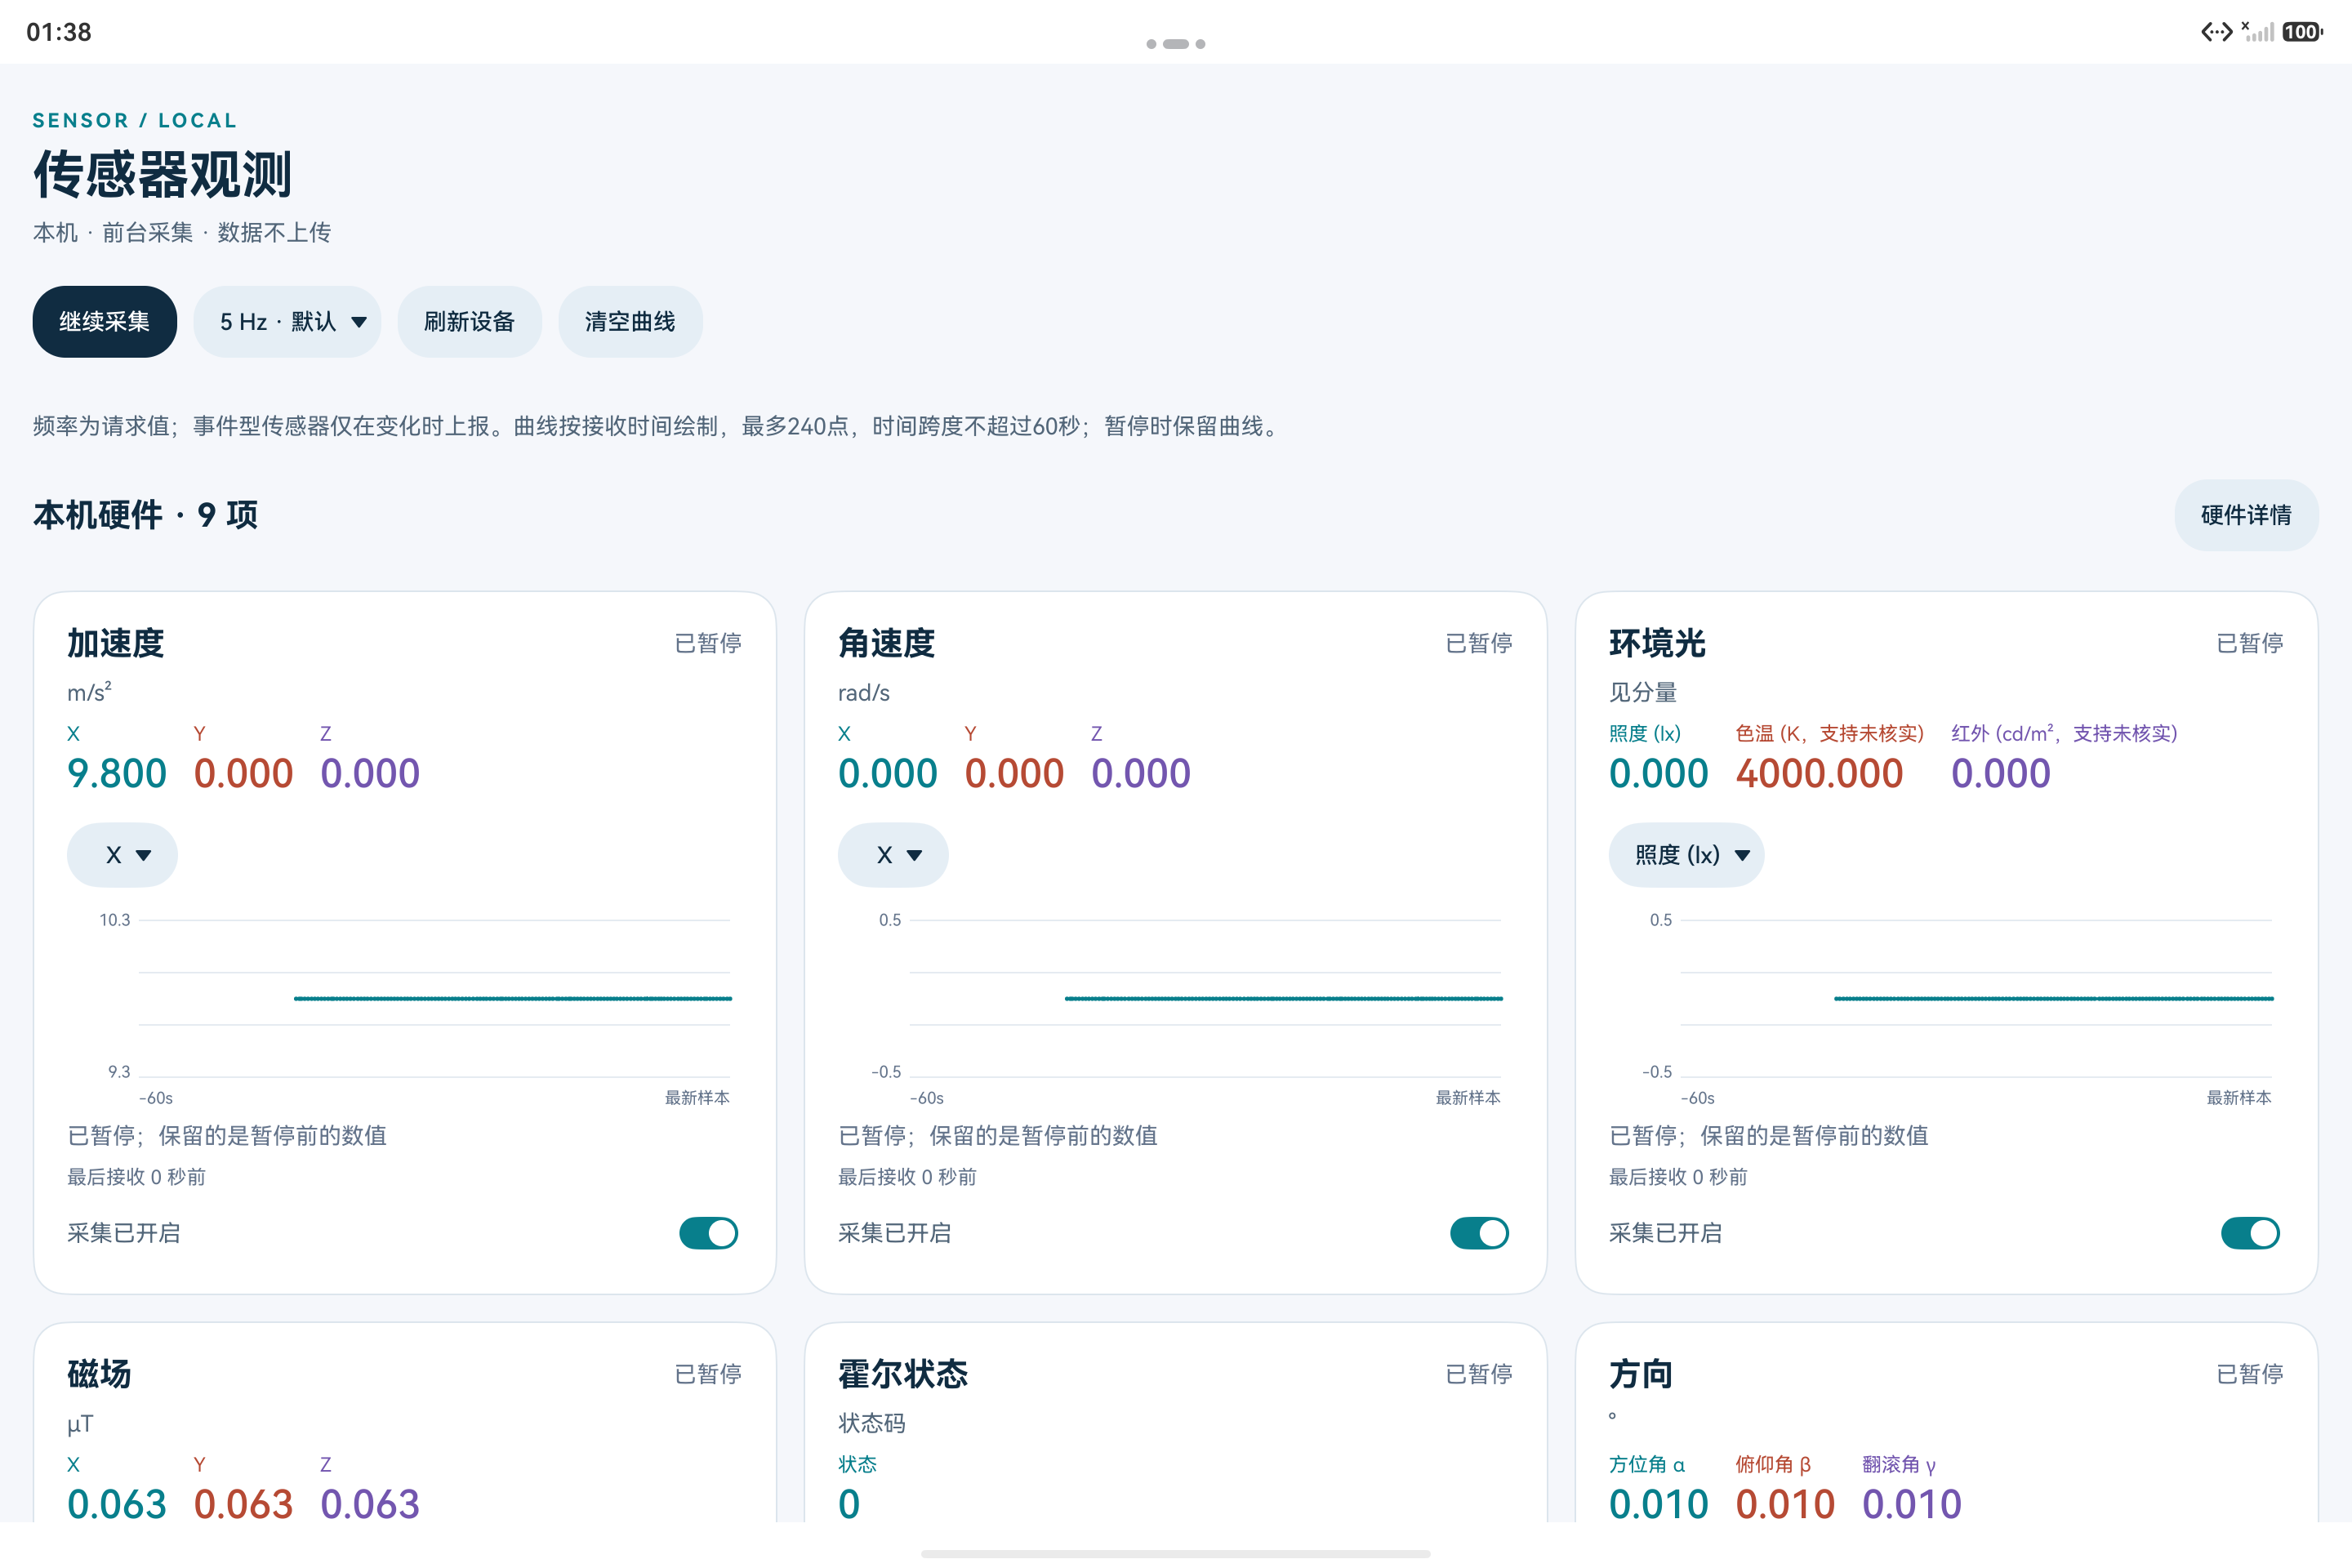 01:38
100
SENSOR / LOCAL
传感器观测
本机 · 前台采集 · 数据不上传
继续采集
5 Hz · 默认
刷新设备
清空曲线
频率为请求值；事件型传感器仅在变化时上报。曲线按接收时间绘制，最多240点，时间跨度不超过60秒；暂停时保留曲线。
本机硬件 · 9 项
硬件详情
加速度
已暂停
m/s²
X Y Z
9.800 0.000 0.000
X
10.3
9.3
-60s 最新样本
已暂停；保留的是暂停前的数值
最后接收 0 秒前
采集已开启
角速度
已暂停
rad/s
X Y Z
0.000 0.000 0.000
X
0.5
-0.5
-60s 最新样本
已暂停；保留的是暂停前的数值
最后接收 0 秒前
采集已开启
环境光
已暂停
见分量
照度 (lx) 色温 (K，支持未核实) 红外 (cd/m²，支持未核实)
0.000 4000.000 0.000
照度 (lx)
0.5
-0.5
-60s 最新样本
已暂停；保留的是暂停前的数值
最后接收 0 秒前
采集已开启
磁场
已暂停
μT
X Y Z
0.063 0.063 0.063
霍尔状态
已暂停
状态码
状态
0
方向
已暂停
°
方位角 α 俯仰角 β 翻滚角 γ
0.010 0.010 0.010